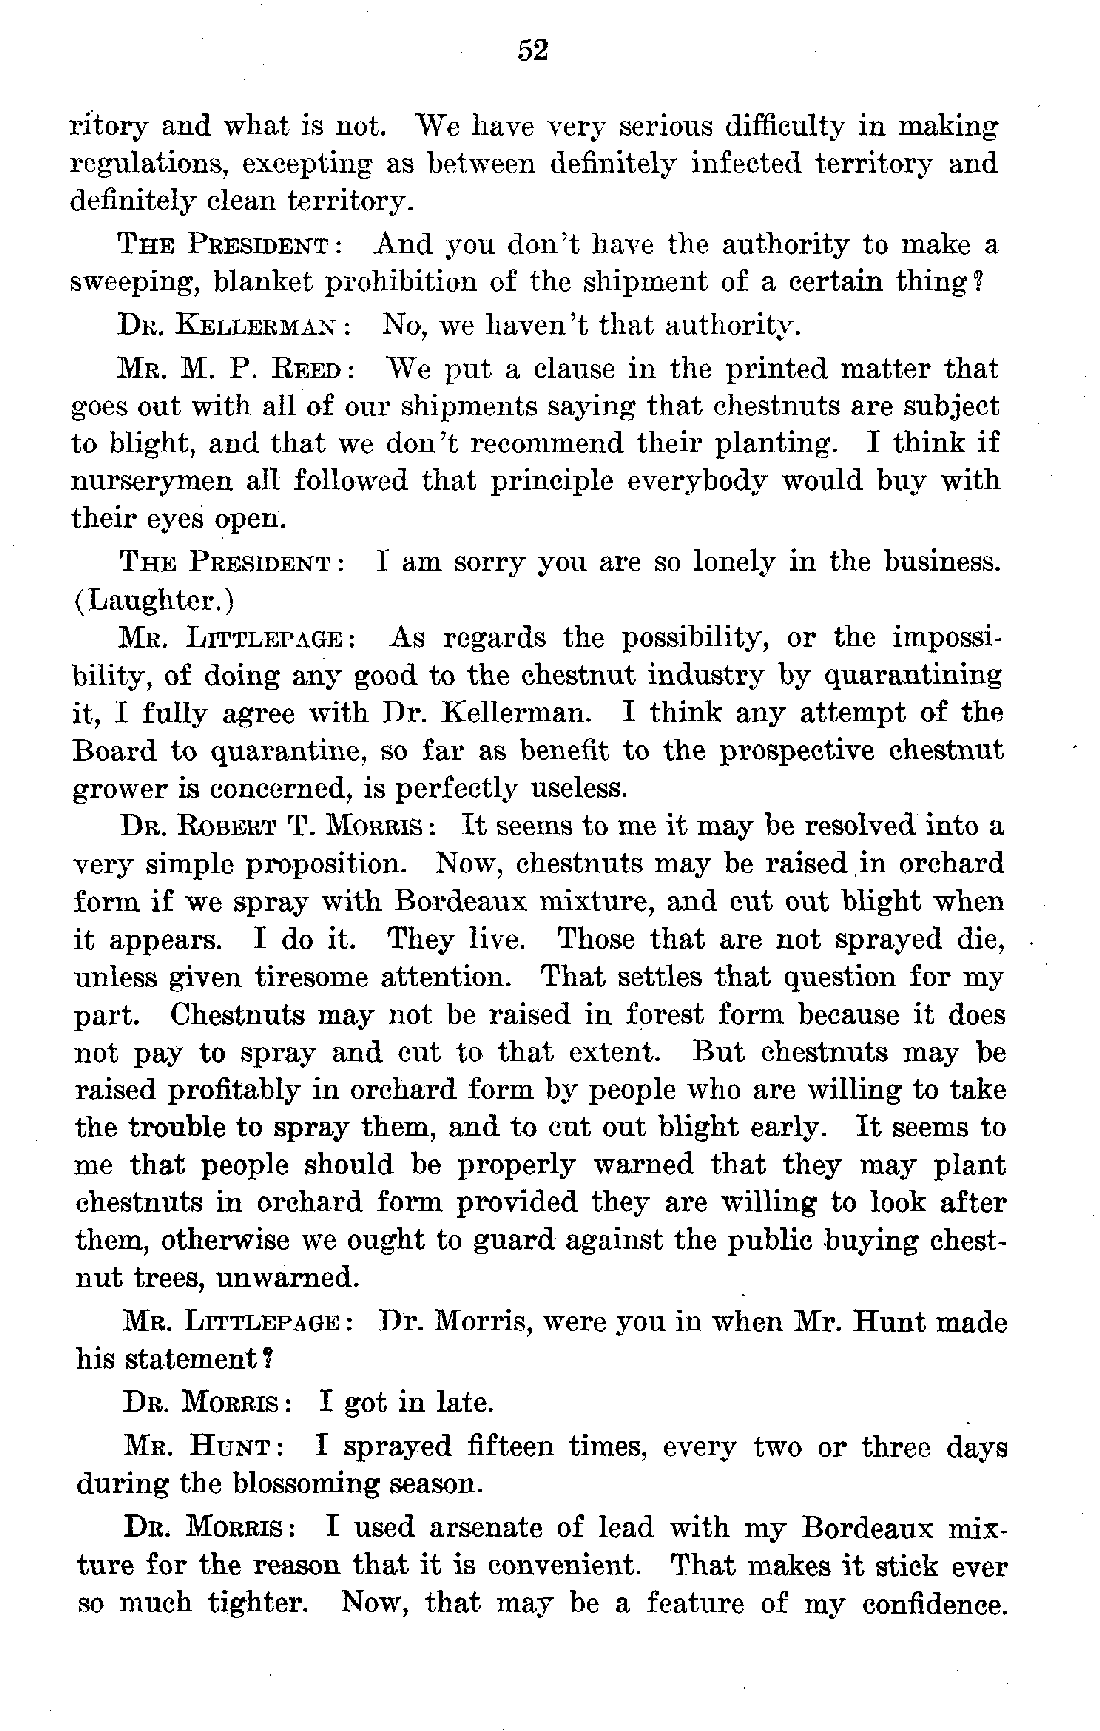 52
ritory and what is not. We have very serious difficulty in making
regulations, excepting as between definitely infected territory and
definitely clean territory.
THE PRESIDENT: And you don't have the authority to make a
sweeping, blanket prohibition of the shipment of a certain thing?
DR. KELLERMAN: No, we haven't that authority.
MR. M. P. REED: We put a clause in the printed matter that
goes out with all of our shipments saying that chestnuts are subject
to blight, and that we don't recommend their planting. I think if
nurserymen all followed that principle everybody would buy with
their eyes open.
THE PRESIDENT: I am sorry you are so lonely in the business.
(Laughter.)
MR. LITTLEPAGE: As regards the possibility, or the impossi-
bility, of doing any good to the chestnut industry by quarantining
it, I fully agree with Dr. Kellerman. I think any attempt of the
Board to quarantine, so far as benefit to the prospective chestnut
grower is concerned, is perfectly useless.
DR. ROBERT T. MORRIS: It seems to me it may be resolved into a
very simple proposition. Now, chestnuts may be raised in orchard
form if we spray with Bordeaux mixture, and cut out blight when
it appears. I do it. They live. Those that are not sprayed die,
unless given tiresome attention. That settles that question for my
part. Chestnuts may not be raised in forest form because it does
not pay to spray and cut to that extent. But chestnuts may be
raised profitably in orchard form by people who are willing to take
the trouble to spray them, and to cut out blight early. It seems to
me that people should be properly warned that they may plant
chestnuts in orchard form provided they are willing to look after
them, otherwise we ought to guard against the public buying chest-
nut trees, unwarned.
MR. LITTLEPAGE: Dr. Morris, were you in when Mr. Hunt made
his statement?
DR. MORRIS: I got in late.
MR. HUNT: I sprayed fifteen times, every two or three days
during the blossoming season.
DR. MORRIS: I used arsenate of lead with my Bordeaux mix-
ture for the reason that it is convenient. That makes it stick ever
so much tighter. Now, that may be a feature of my confidence.